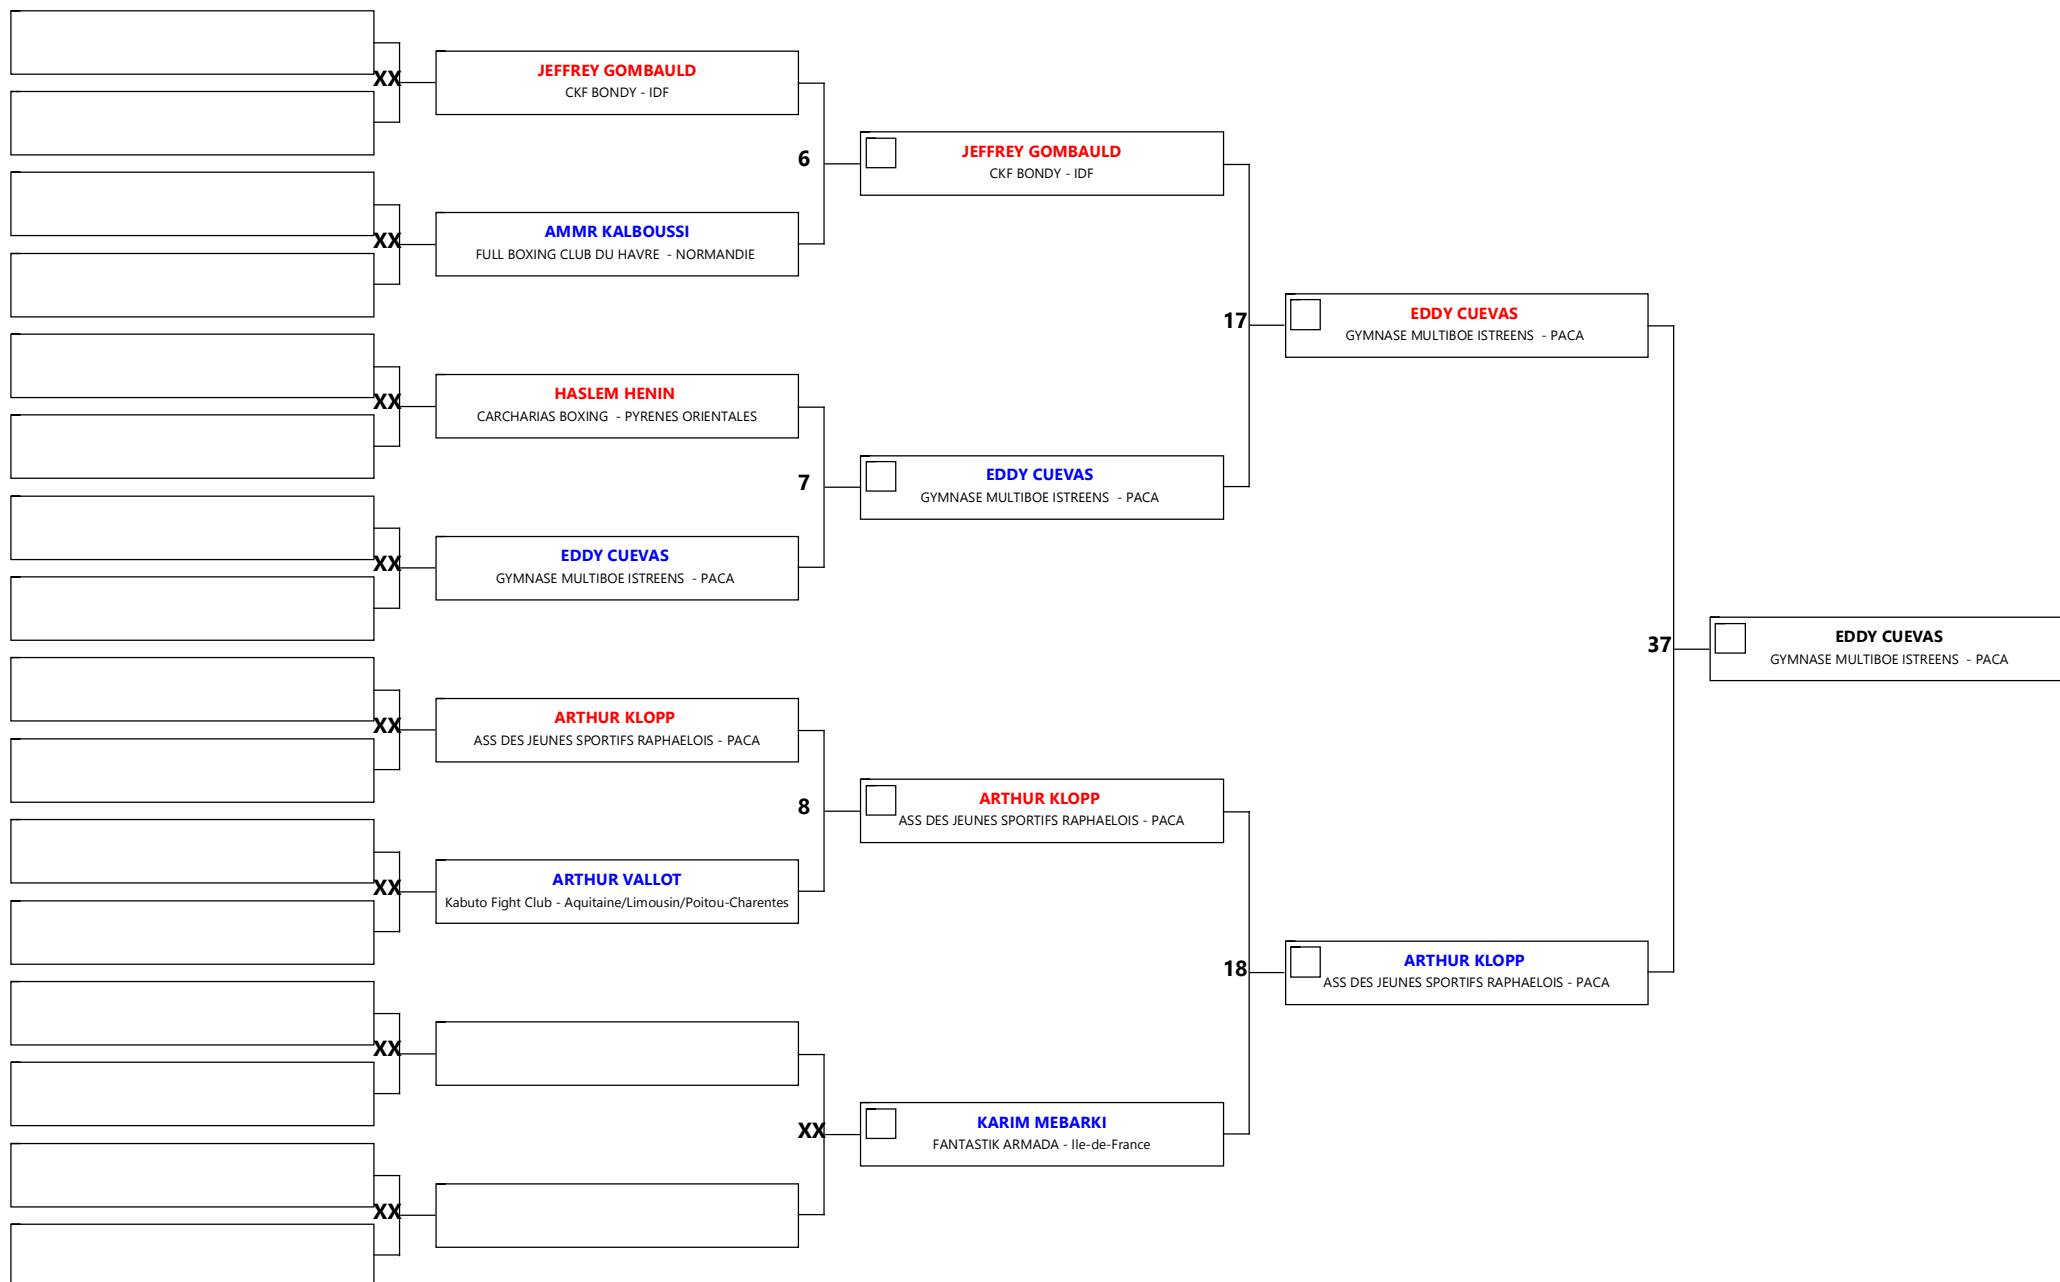 XX
JEFFREY GOMBAULD
CKF BONDY - IDF
6
JEFFREY GOMBAULD
CKF BONDY - IDF
XX
AMMR KALBOUSSI
FULL BOXING CLUB DU HAVRE - NORMANDIE
17
EDDY CUEVAS
GYMNASE MULTIBOE ISTREENS - PACA
XX
HASLEM HENIN
CARCHARIAS BOXING - PYRENES ORIENTALES
7
EDDY CUEVAS
GYMNASE MULTIBOE ISTREENS - PACA
XX
EDDY CUEVAS
GYMNASE MULTIBOE ISTREENS - PACA
37
EDDY CUEVAS
GYMNASE MULTIBOE ISTREENS - PACA
XX
ARTHUR KLOPP
ASS DES JEUNES SPORTIFS RAPHAELOIS - PACA
8
ARTHUR KLOPP
ASS DES JEUNES SPORTIFS RAPHAELOIS - PACA
XX
ARTHUR VALLOT
Kabuto Fight Club - Aquitaine/Limousin/Poitou-Charentes
18
ARTHUR KLOPP
ASS DES JEUNES SPORTIFS RAPHAELOIS - PACA
XX
XX
KARIM MEBARKI
FANTASTIK ARMADA - Ile-de-France
XX